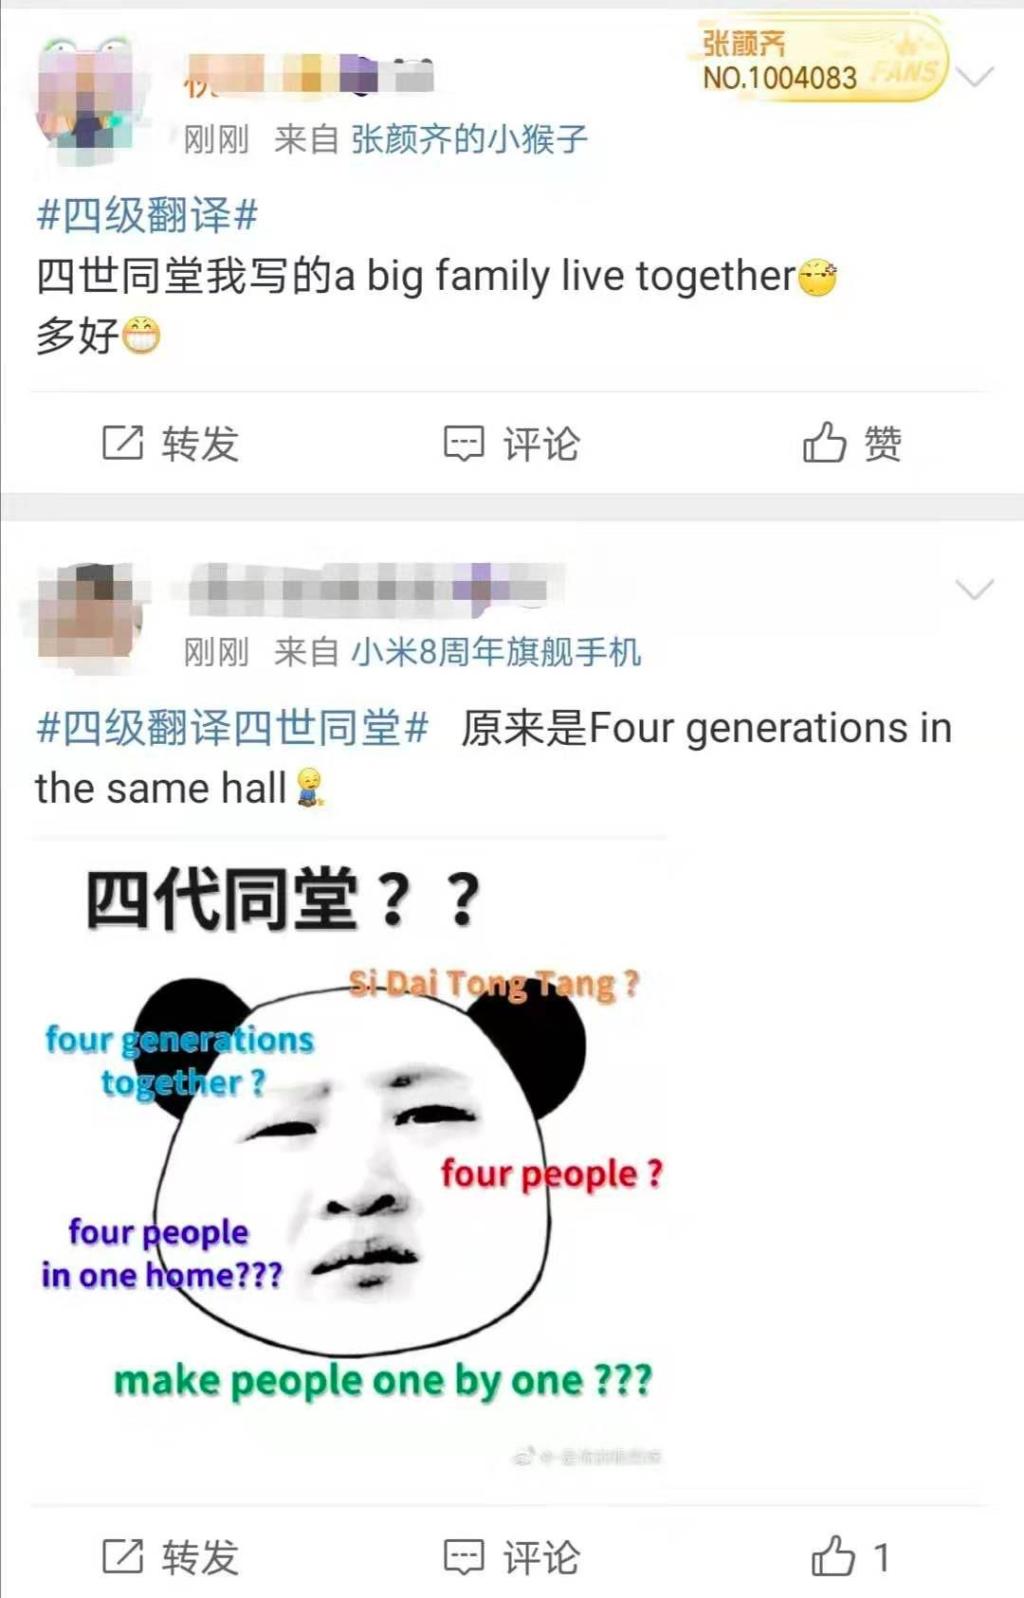 张颜齐
NO.1004083 FANS
刚刚 来自 张颜齐的小猴子
#四级翻译#
四世同堂我写的a big family live together
多好
转发 评论 赞
刚刚 来自 小米8周年旗舰手机
#四级翻译四世同堂# 原来是Four generations in
the same hall
四代同堂？？
Si Dai Tong Tang ?
four generations
together ?
four people ?
four people
in one home???
make people one by one ???
转发 评论 1